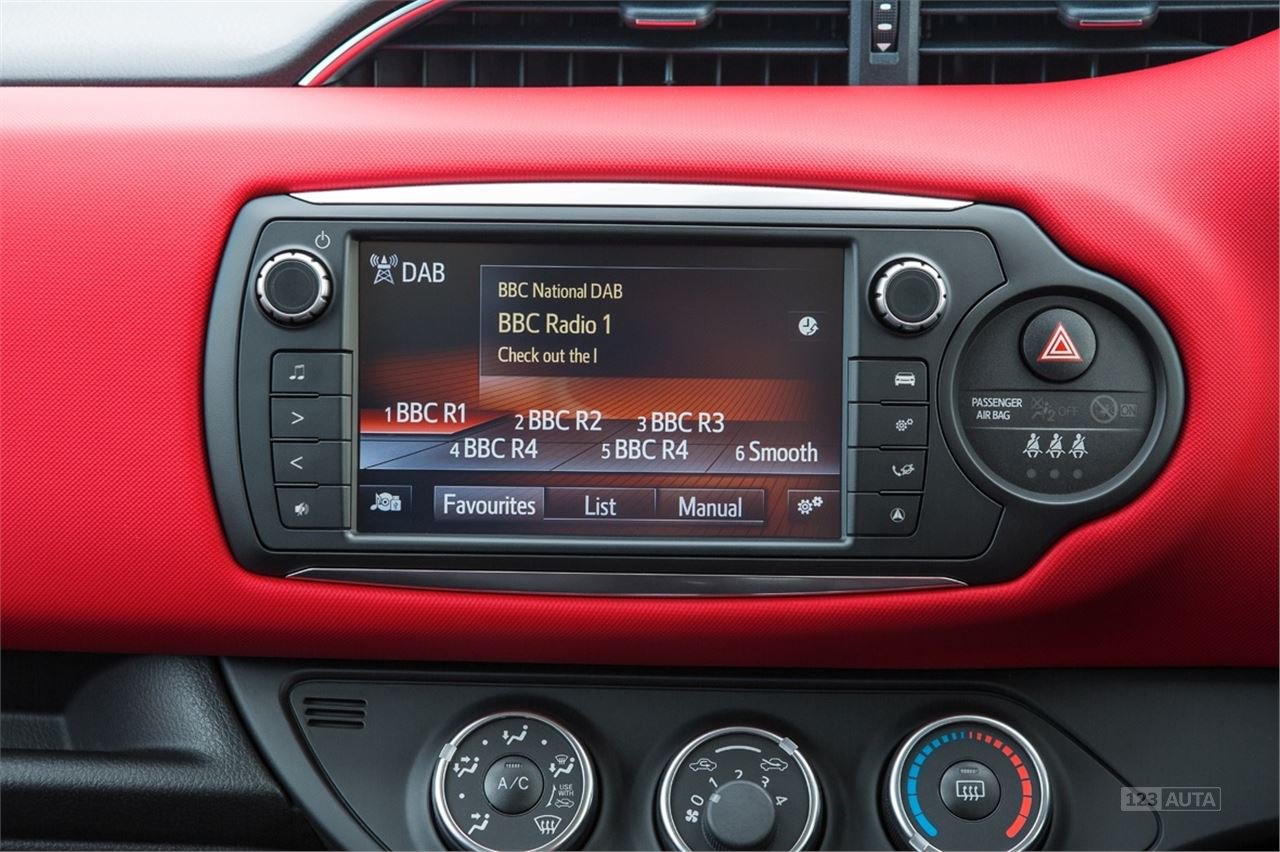 DAB
BBC National DAB
BBC Radio 1
Check out the l
1 BBC R1
2 BBC R2
3 BBC R3
4 BBC R4
5 BBC R4
6 Smooth
Favourites
List
Manual
PASSENGER
AIR BAG
OFF
ON
A/C
USE
WITH
0
1
2
3
4
123 AUTA